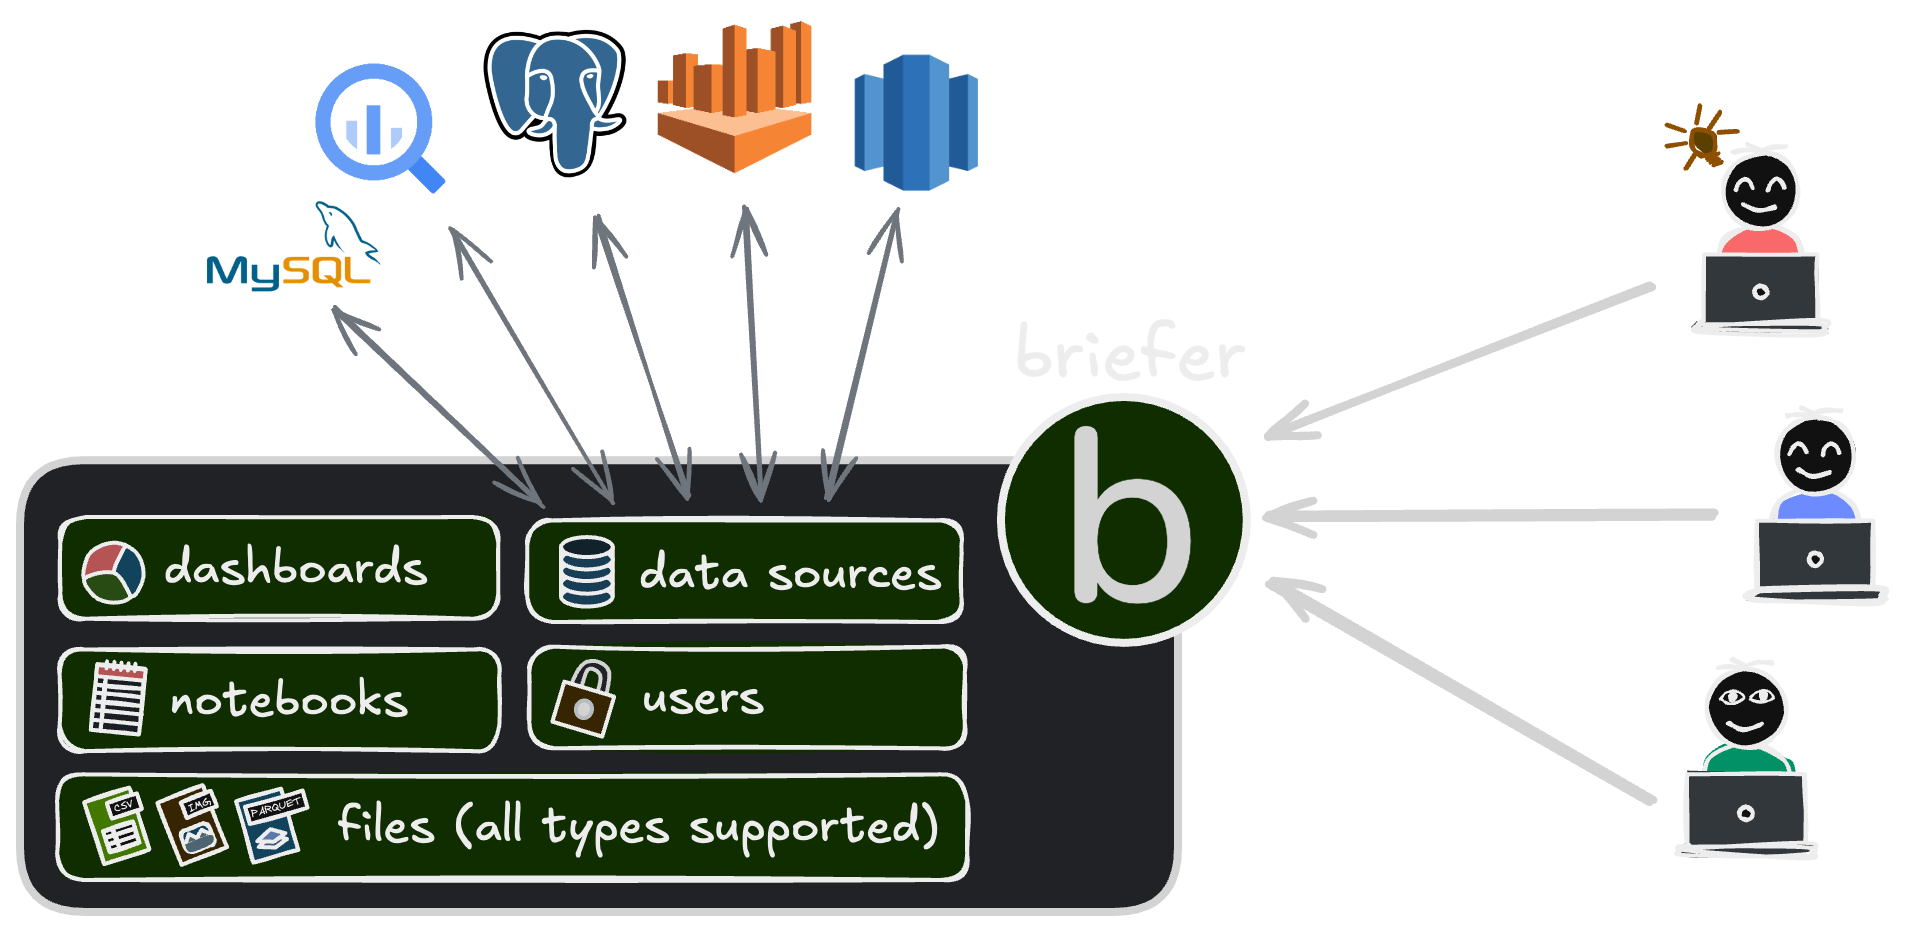 MySQL
briefer
b
dashboards
data sources
notebooks
users
CSV
IMG
PARQUET
files (all types supported)